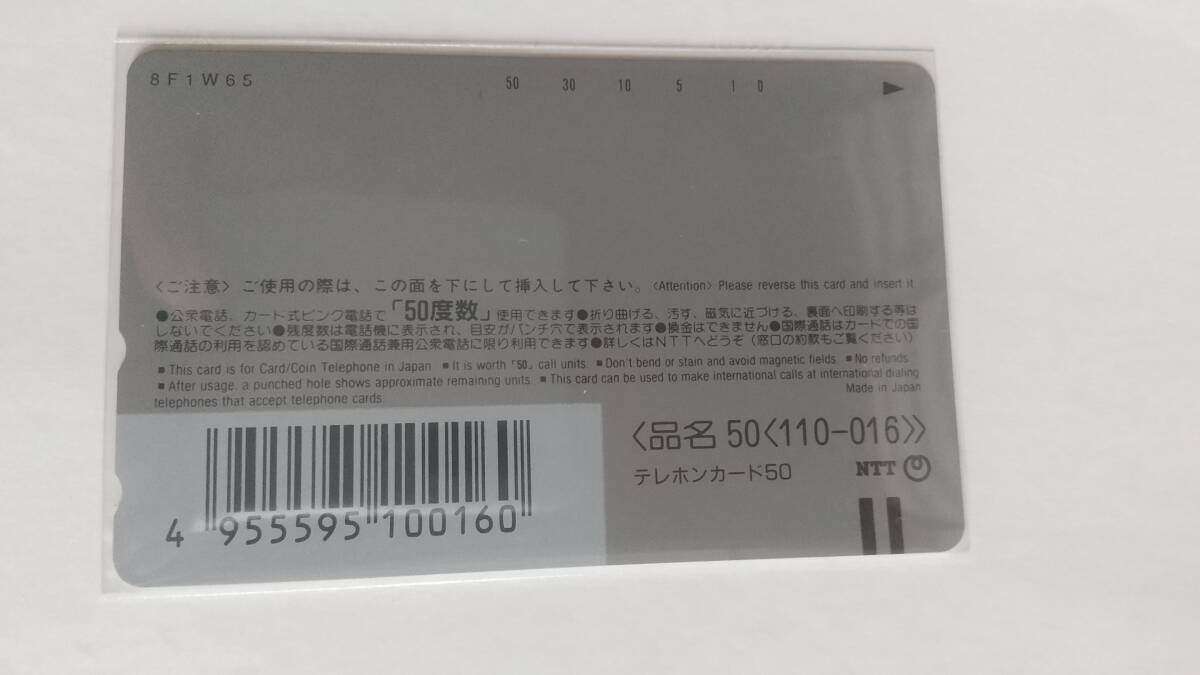 8F1W65 50 30 10 5 1 0
〈ご注意〉ご使用の際は、この面を下にして挿入して下さい。〈Attention〉Please reverse this card and insert it
●公衆電話、カード式ピンク電話で「50度数」使用できます●折り曲げる、汚す、磁気に近づける、裏面へ印刷する等は
しないでください●残度数は電話機に表示され、目安がパンチ穴で表示されます●換金はできません●国際通話はカードでの国
際通話の利用を認めている国際通話兼用公衆電話に限り利用できます●詳しくはNTTへどうぞ（窓口の約款もご覧ください）
■This card is for Card/Coin Telephone in Japan ■It is worth「50」call units. ■Don't bend or stain and avoid magnetic fields. ■No refunds.
■After usage, a punched hole shows approximate remaining units. ■This card can be used to make international calls at international dialing
telephones that accept telephone cards. Made in Japan
〈品名 50〈110-016〉〉
テレホンカード50 NTT
4 955595 100160